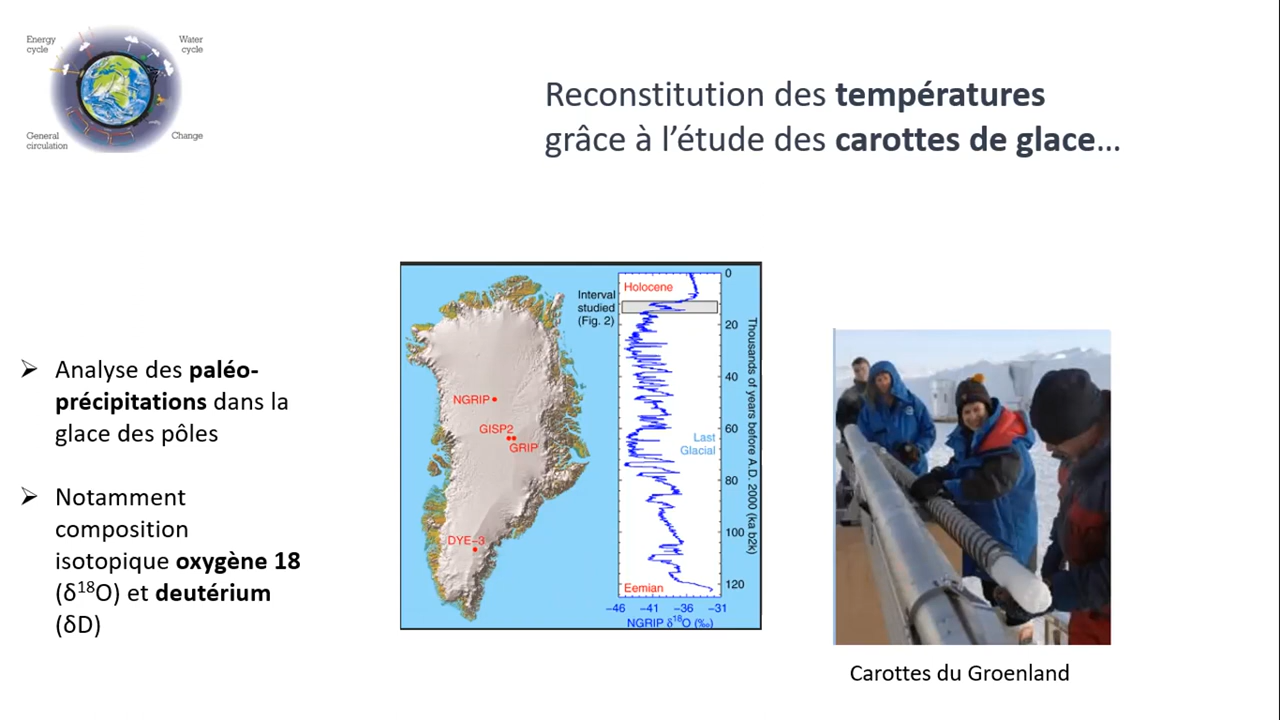 Energy
cycle
Water
cycle
General
circulation
Change
Reconstitution des températures
grâce à l’étude des carottes de glace…
➢ Analyse des paléo-
précipitations dans la
glace des pôles
➢ Notamment
composition
isotopique oxygène 18
(δ¹⁸O) et deutérium
(δD)
NGRIP
GISP2
GRIP
DYE–3
Interval
studied
(Fig. 2)
Holocene
Last
Glacial
Eemian
0
20
40
60
80
100
120
Thousands of years before A.D. 2000 (ka b2k)
−46 −41 −36 −31
NGRIP δ¹⁸O (‰)
Carottes du Groenland